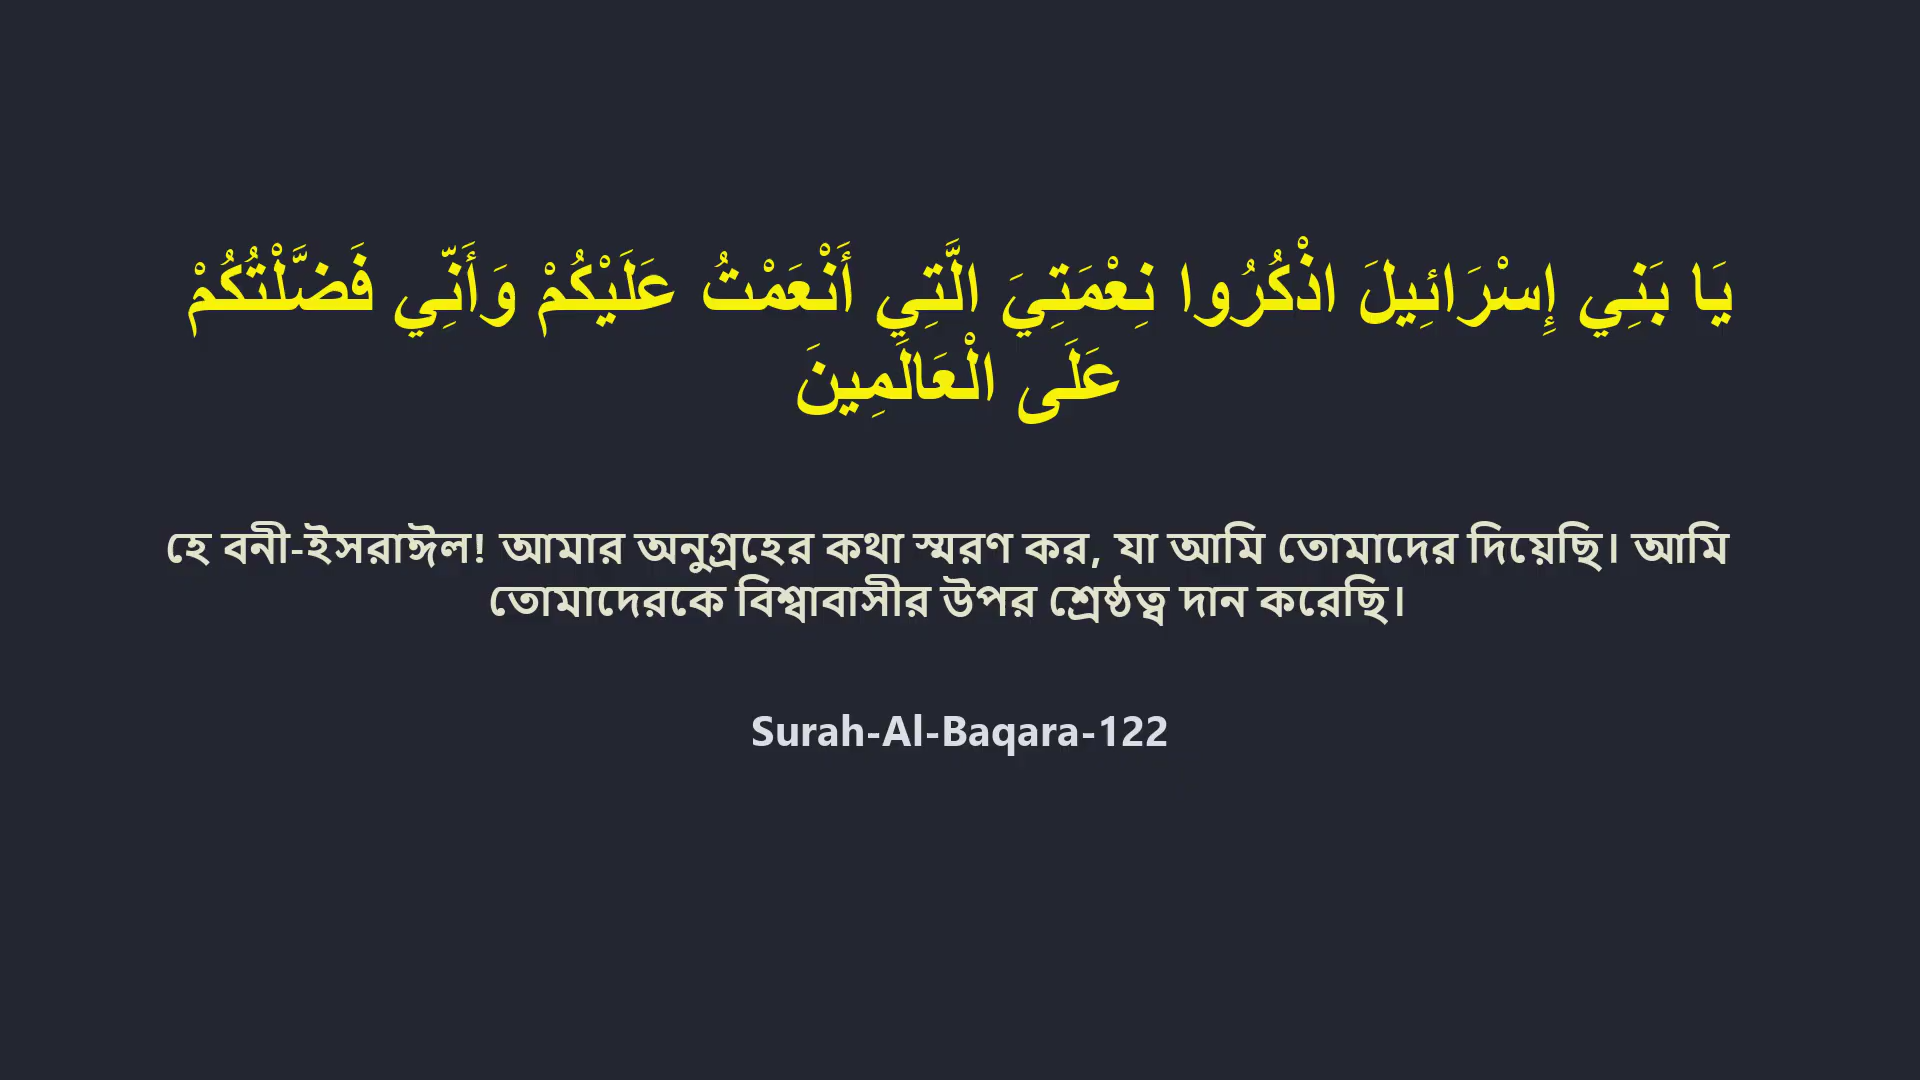 يَا بَنِي إِسْرَائِيلَ اذْكُرُوا نِعْمَتِيَ الَّتِي أَنْعَمْتُ عَلَيْكُمْ وَأَنِّي فَضَّلْتُكُمْ
عَلَى الْعَالَمِينَ
হে বনী-ইসরাঈল! আমার অনুগ্রহের কথা স্মরণ কর, যা আমি তোমাদের দিয়েছি। আমি
তোমাদেরকে বিশ্বাবাসীর উপর শ্রেষ্ঠত্ব দান করেছি।
Surah-Al-Baqara-122